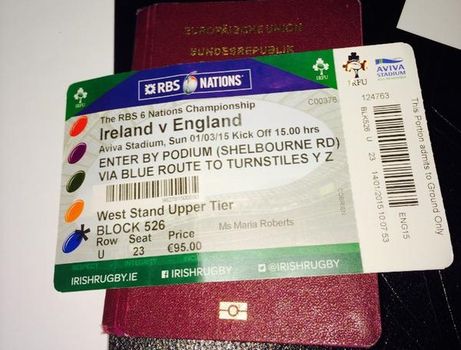 EUROPÄISCHE UNION
BUNDESREPUBLIK
RBS 6 NATIONS
IRFU
The RBS 6 Nations Championship
Ireland v England
Aviva Stadium, Sun 01/03/15 Kick Off 15.00 hrs
ENTER BY PODIUM (SHELBOURNE RD)
VIA BLUE ROUTE TO TURNSTILES Y Z
West Stand Upper Tier
BLOCK 526
Ms Maria Roberts
Row Seat Price
U 23 €95.00
IRISHRUGBY.IE
IRISHRUGBY
@IRISHRUGBY
IRFU
AVIVA
STADIUM
C00376
124763
BLK526 U 23 14/01/2015 10:07:53
ENG15
This Portion admits to Ground Only